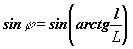 sin φ = sin(arctg l/L)